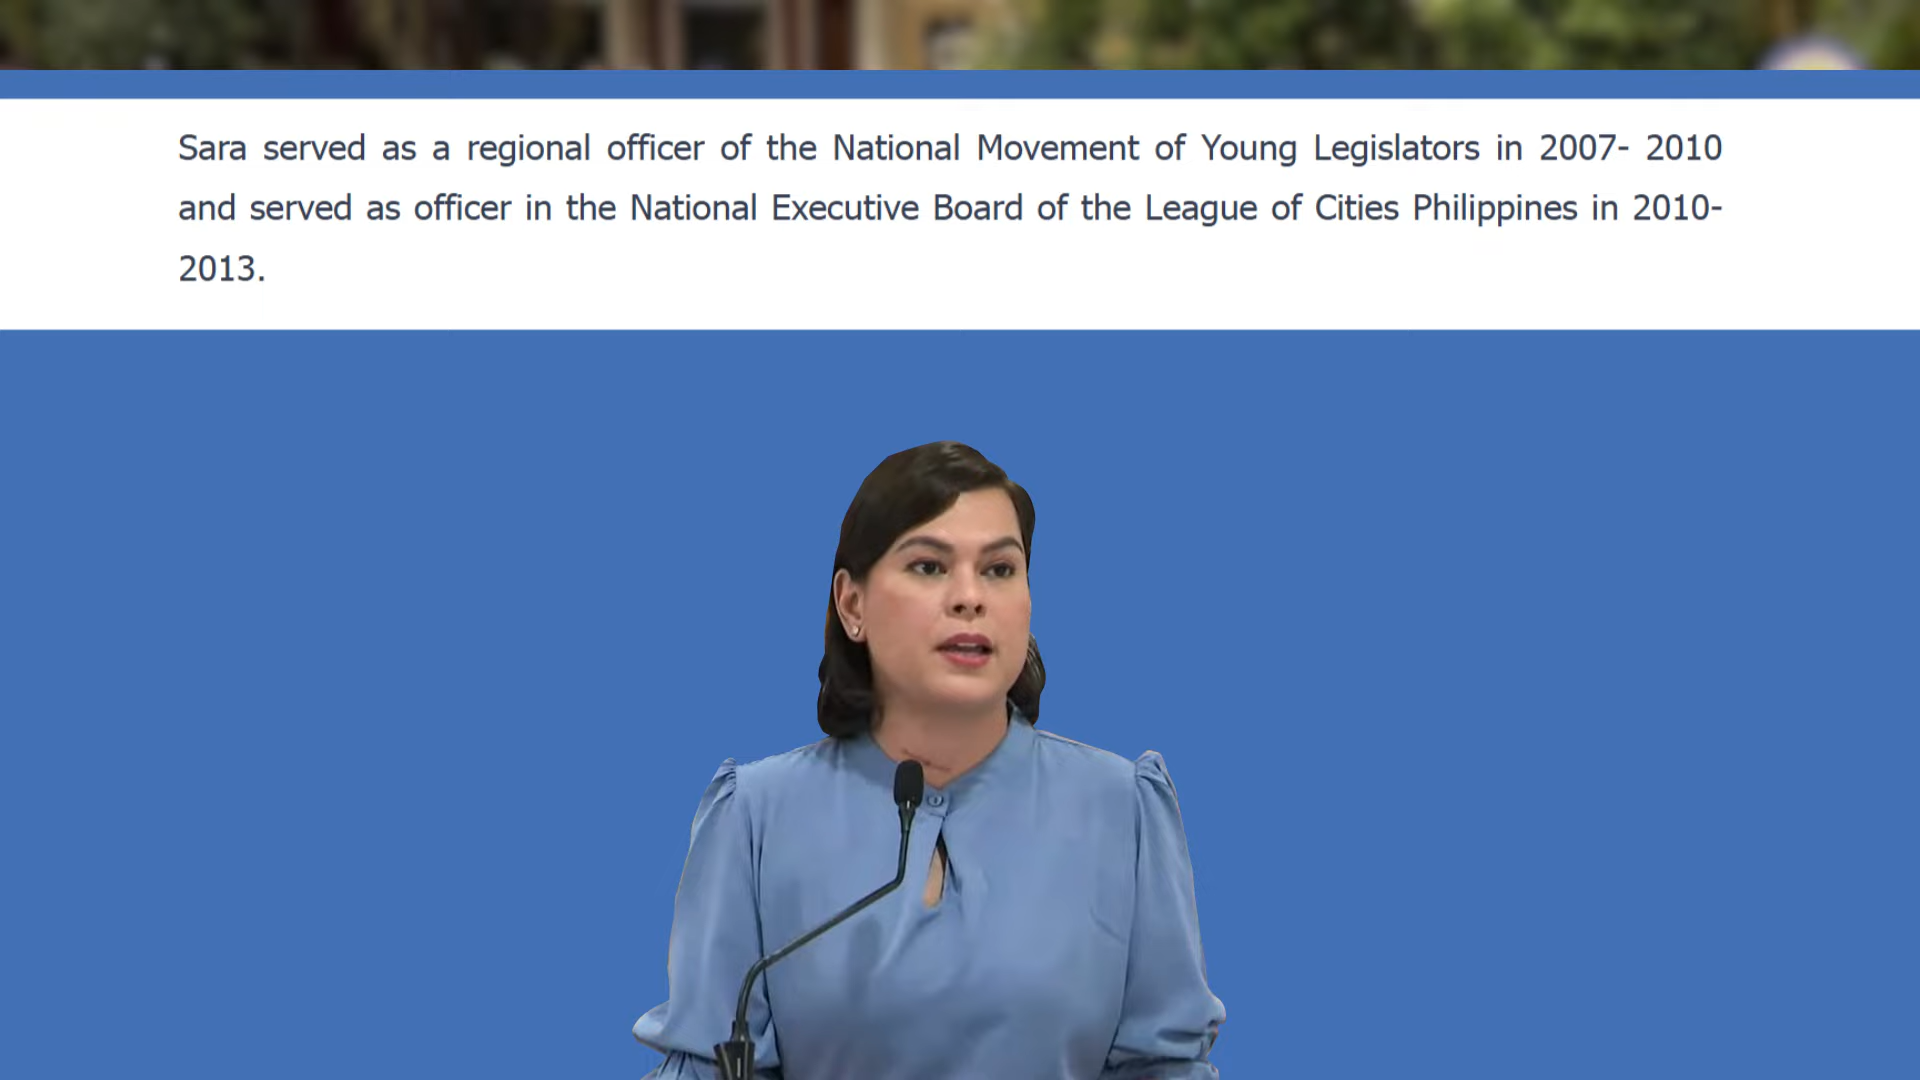 Sara served as a regional officer of the National Movement of Young Legislators in 2007- 2010
and served as officer in the National Executive Board of the League of Cities Philippines in 2010-
2013.